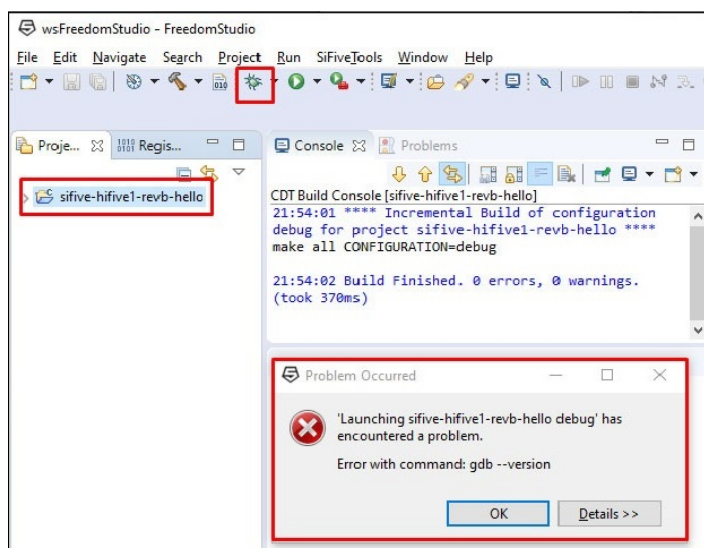 wsFreedomStudio - FreedomStudio
File Edit Navigate Search Project Run SiFiveTools Window Help
010
Proje... 1010 0101 Regis...
Console Problems
sifive-hifive1-revb-hello
CDT Build Console [sifive-hifive1-revb-hello]
21:54:01 **** Incremental Build of configuration
debug for project sifive-hifive1-revb-hello ****
make all CONFIGURATION=debug
21:54:02 Build Finished. 0 errors, 0 warnings.
(took 370ms)
Problem Occurred
'Launching sifive-hifive1-revb-hello debug' has
encountered a problem.
Error with command: gdb --version
OK Details >>